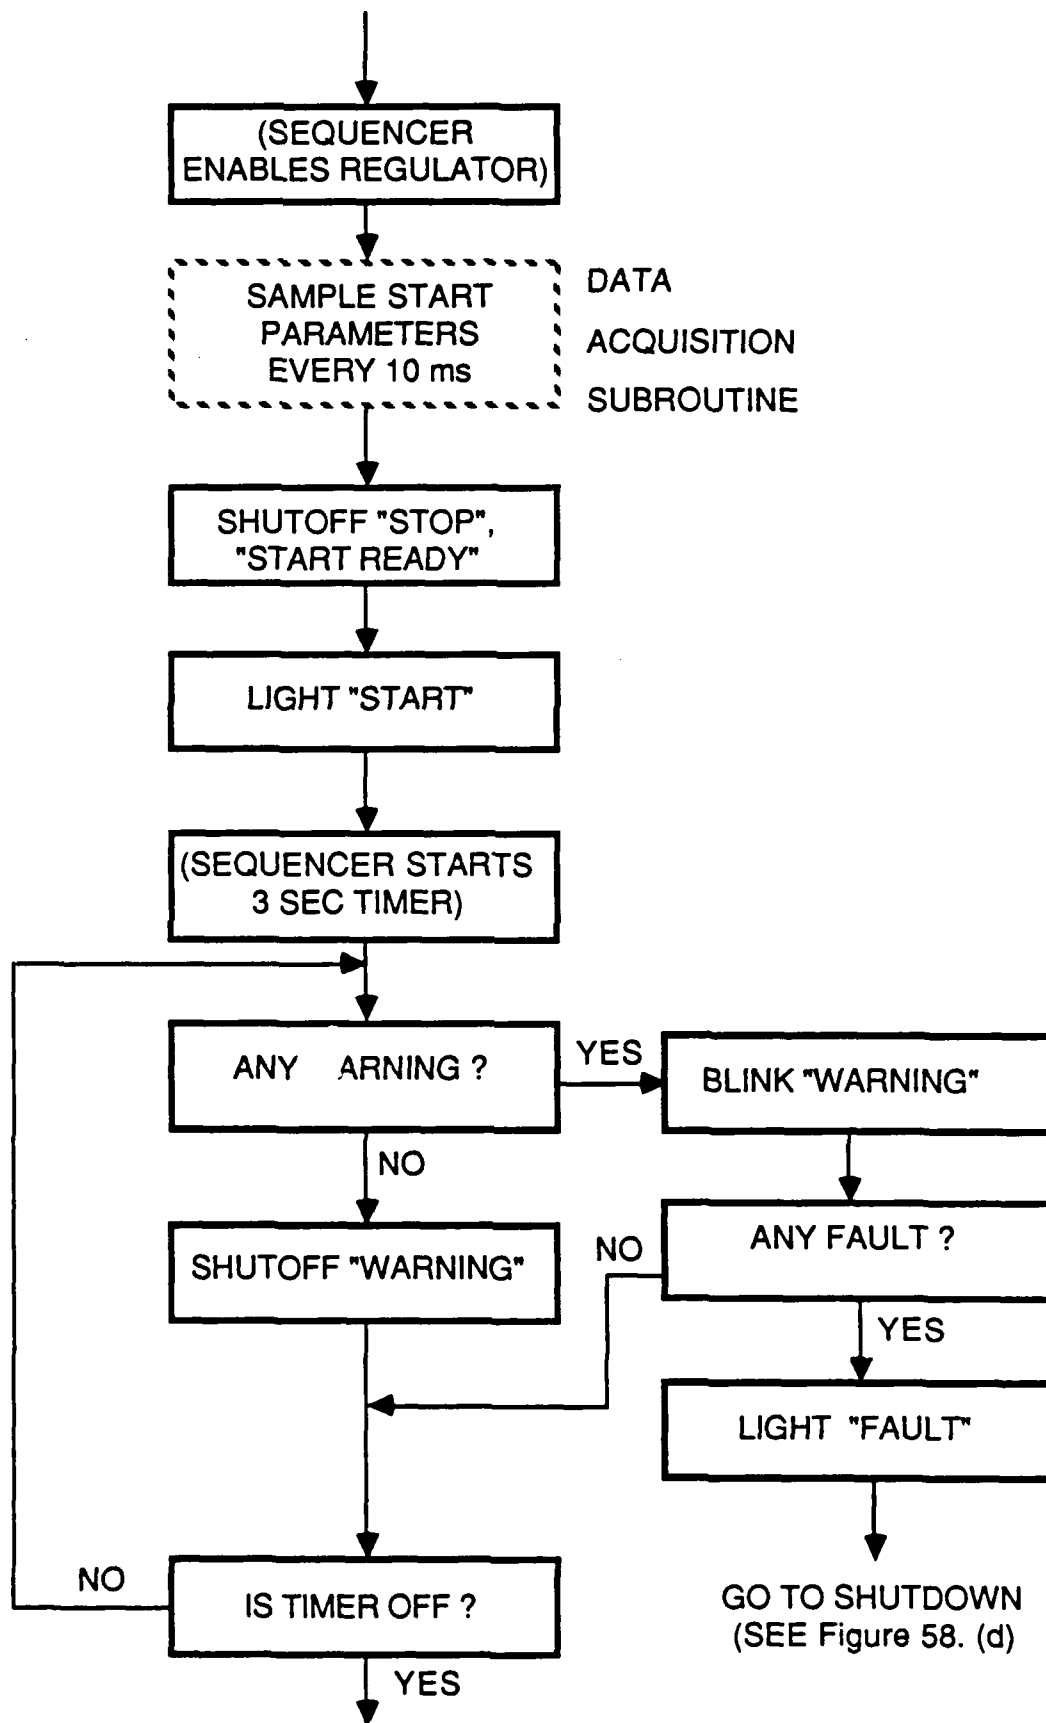 (SEQUENCER
ENABLES REGULATOR)
SAMPLE START
PARAMETERS
EVERY 10 ms
DATA
ACQUISITION
SUBROUTINE
SHUTOFF "STOP",
"START READY"
LIGHT "START"
(SEQUENCER STARTS
3 SEC TIMER)
ANY ARNING ?
YES
BLINK "WARNING"
NO
SHUTOFF "WARNING"
ANY FAULT ?
NO
YES
LIGHT "FAULT"
GO TO SHUTDOWN
(SEE Figure 58. (d)
IS TIMER OFF ?
NO
YES